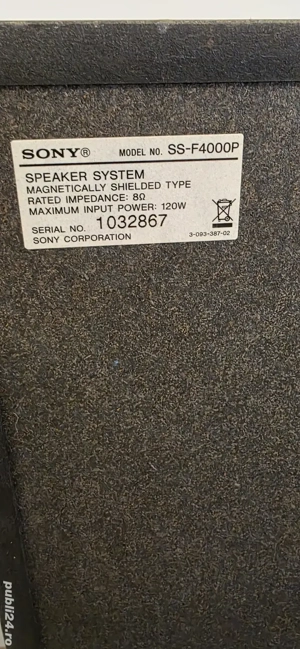 SONY® MODEL NO. SS-F4000P
SPEAKER SYSTEM
MAGNETICALLY SHIELDED TYPE
RATED IMPEDANCE: 8Ω
MAXIMUM INPUT POWER: 120W
SERIAL NO. 1032867
SONY CORPORATION 3-093-387-02
publi24.ro